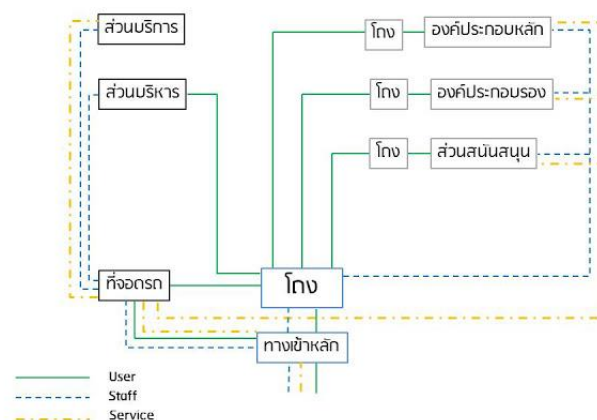 ส่วนบริการ
โถง
องค์ประกอบหลัก
ส่วนบริหาร
โถง
องค์ประกอบรอง
โถง
ส่วนสนันสนุน
ที่จอดรถ
โถง
ทางเข้าหลัก
User
Stuff
Service